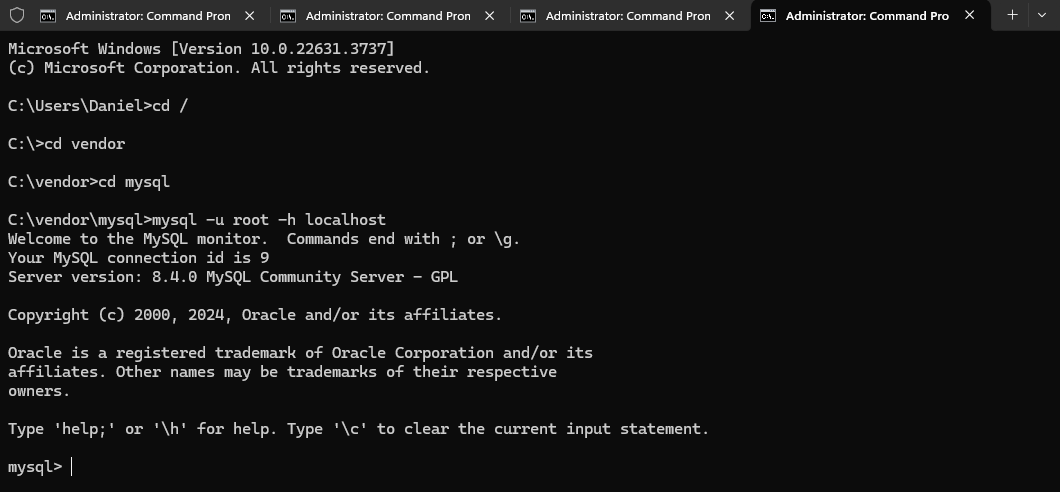 Administrator: Command Pron
Administrator: Command Pron
Administrator: Command Pron
Administrator: Command Pro
Microsoft Windows [Version 10.0.22631.3737]
(c) Microsoft Corporation. All rights reserved.
C:\Users\Daniel>cd /
C:\>cd vendor
C:\vendor>cd mysql
C:\vendor\mysql>mysql -u root -h localhost
Welcome to the MySQL monitor.  Commands end with ; or \g.
Your MySQL connection id is 9
Server version: 8.4.0 MySQL Community Server - GPL
Copyright (c) 2000, 2024, Oracle and/or its affiliates.
Oracle is a registered trademark of Oracle Corporation and/or its
affiliates. Other names may be trademarks of their respective
owners.
Type 'help;' or '\h' for help. Type '\c' to clear the current input statement.
mysql>